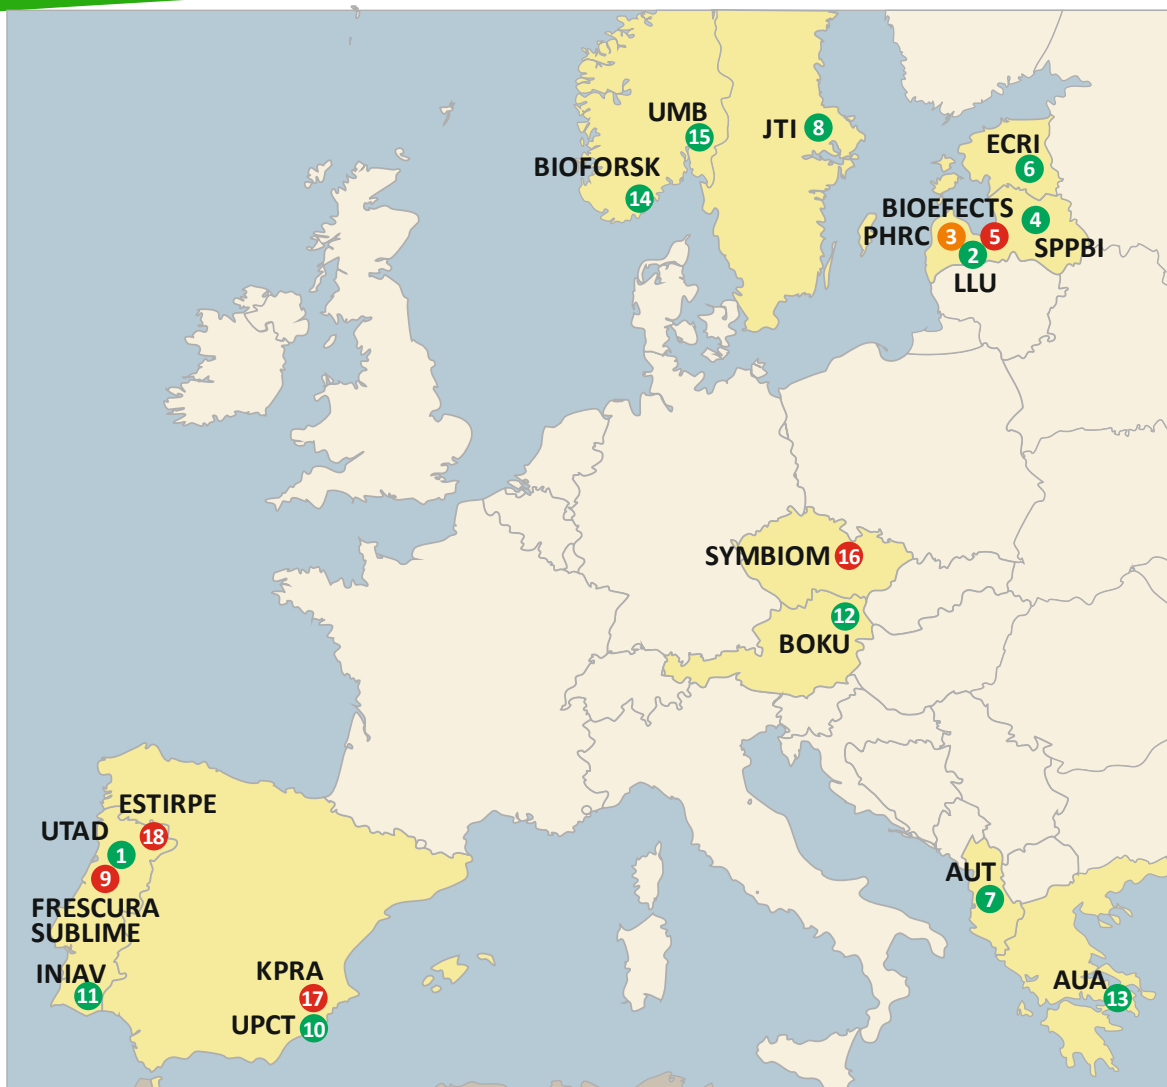 UMB
15
JTI 8
BIOFORSK
14
ECRI
6
BIOEFECTS
4
PHRC 3
5
SPPBI
2
LLU
SYMBIOM 16
12
BOKU
ESTIRPE
UTAD
18
1
9
FRESCURA
SUBLIME
INIAV
11
KPRA
17
UPCT 10
AUT
7
AUA
13